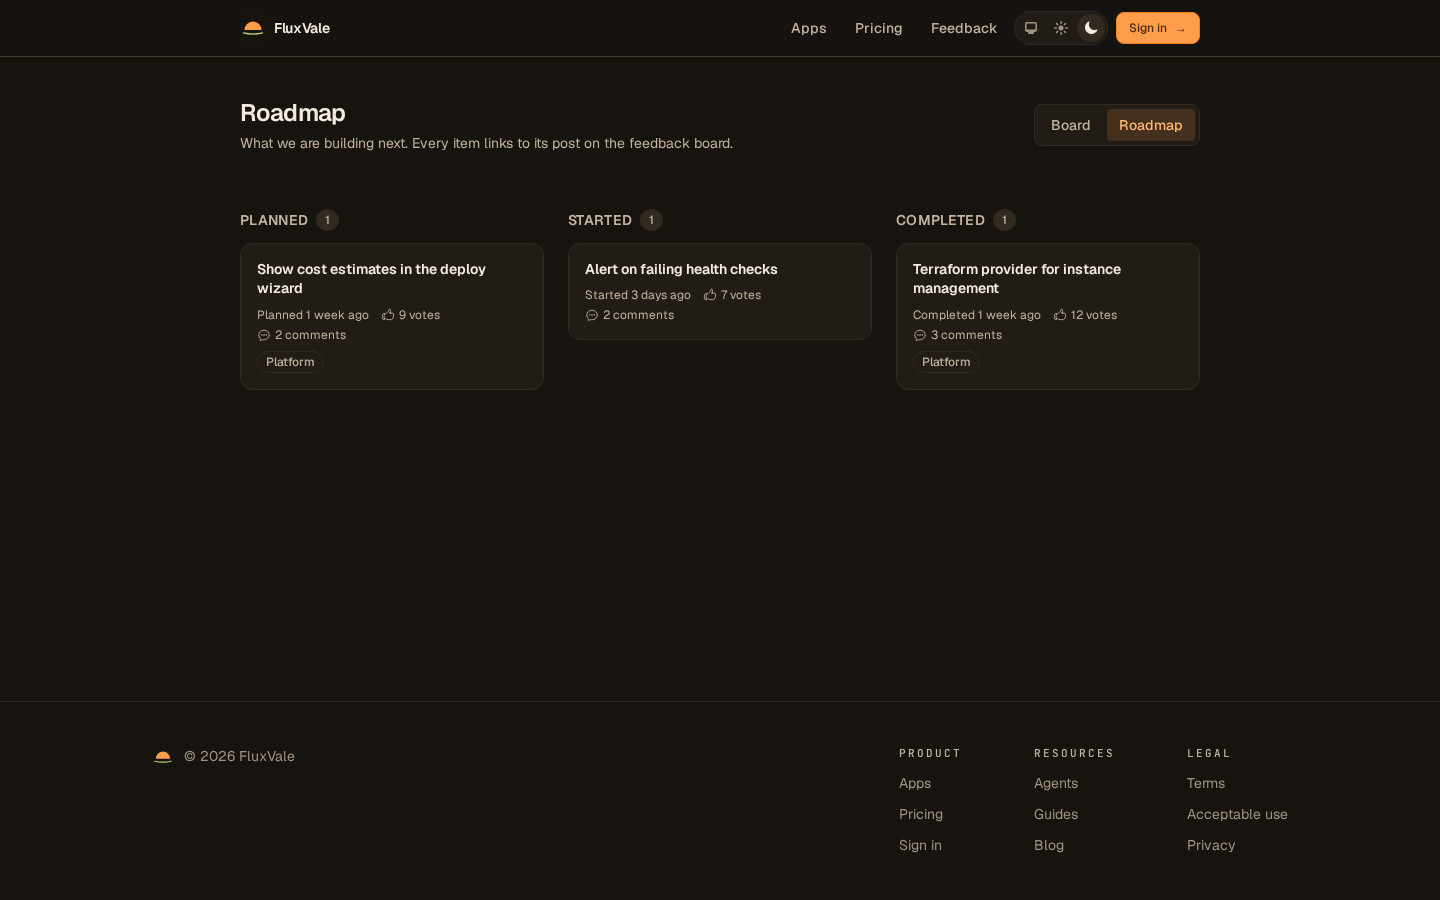 FluxVale
Apps
Pricing
Feedback
Sign in →
Roadmap
What we are building next. Every item links to its post on the feedback board.
Board
Roadmap
PLANNED 1
Show cost estimates in the deploy
wizard
Planned 1 week ago 9 votes
2 comments
Platform
STARTED 1
Alert on failing health checks
Started 3 days ago 7 votes
2 comments
COMPLETED 1
Terraform provider for instance
management
Completed 1 week ago 12 votes
3 comments
Platform
© 2026 FluxVale
PRODUCT
Apps
Pricing
Sign in
RESOURCES
Agents
Guides
Blog
LEGAL
Terms
Acceptable use
Privacy